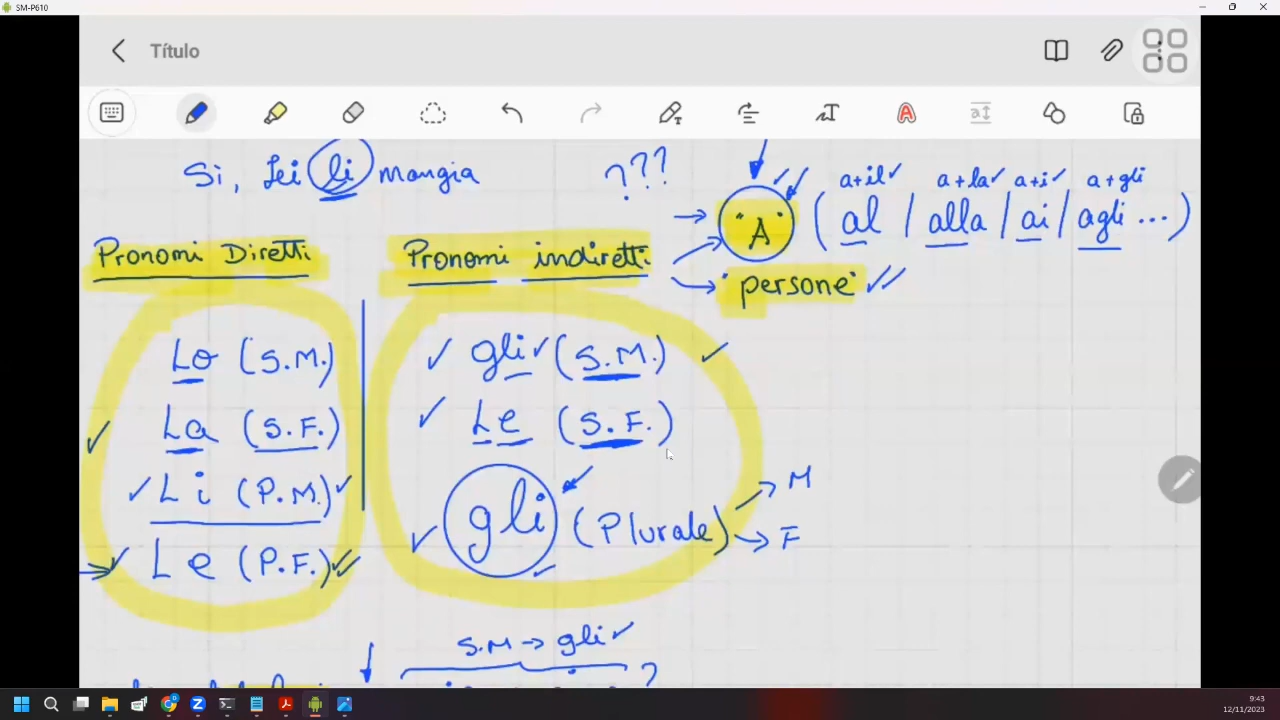 SM-P610
Título
Si, Lei li mangia
???
a+il✓ a+la✓ a+i✓ a+gli
"A" ( al / alla / ai / agli ... )
"persone"
Pronomi Diretti
Lo (S.M.)
La (S.F.)
Li (P.M.)
Le (P.F.)
Pronomi indiretti
gli (S.M.)
Le (S.F.)
gli (Plurale)
M
F
S.M → gli ✓
?
9:43
12/11/2023